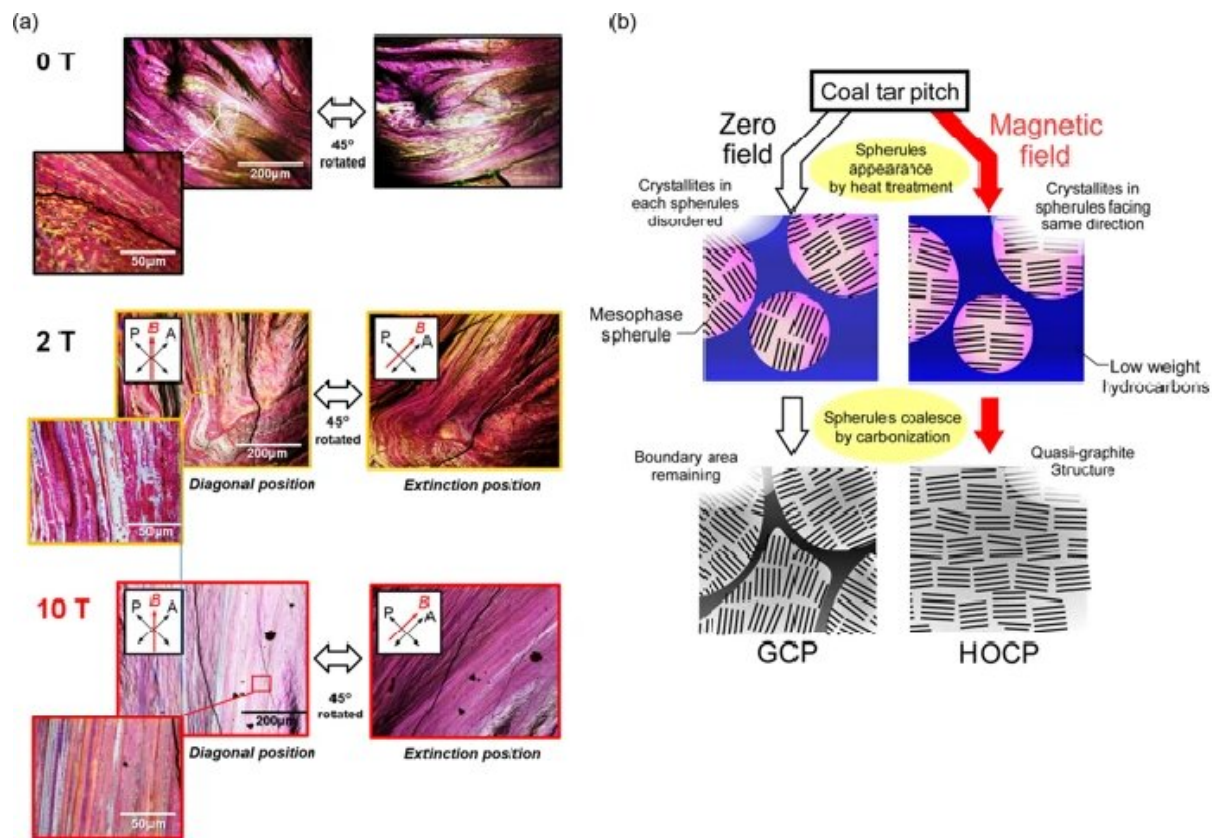 (a)
0 T
200μm
45°
rotated
50μm
2 T
P
B
A
200μm
45°
rotated
P
B
A
50μm
Diagonal position
Extinction position
10 T
P
B
A
200μm
45°
rotated
P
B
A
50μm
Diagonal position
Extinction position
(b)
Coal tar pitch
Zero
field
Magnetic
field
Spherules
appearance
by heat treatment
Crystallites in
each spherules
disordered
Crystallites in
spherules facing
same direction
Mesophase
spherule
Low weight
hydrocarbons
Spherules coalesce
by carbonization
Boundary area
remaining
Quasi-graphite
Structure
GCP
HOCP